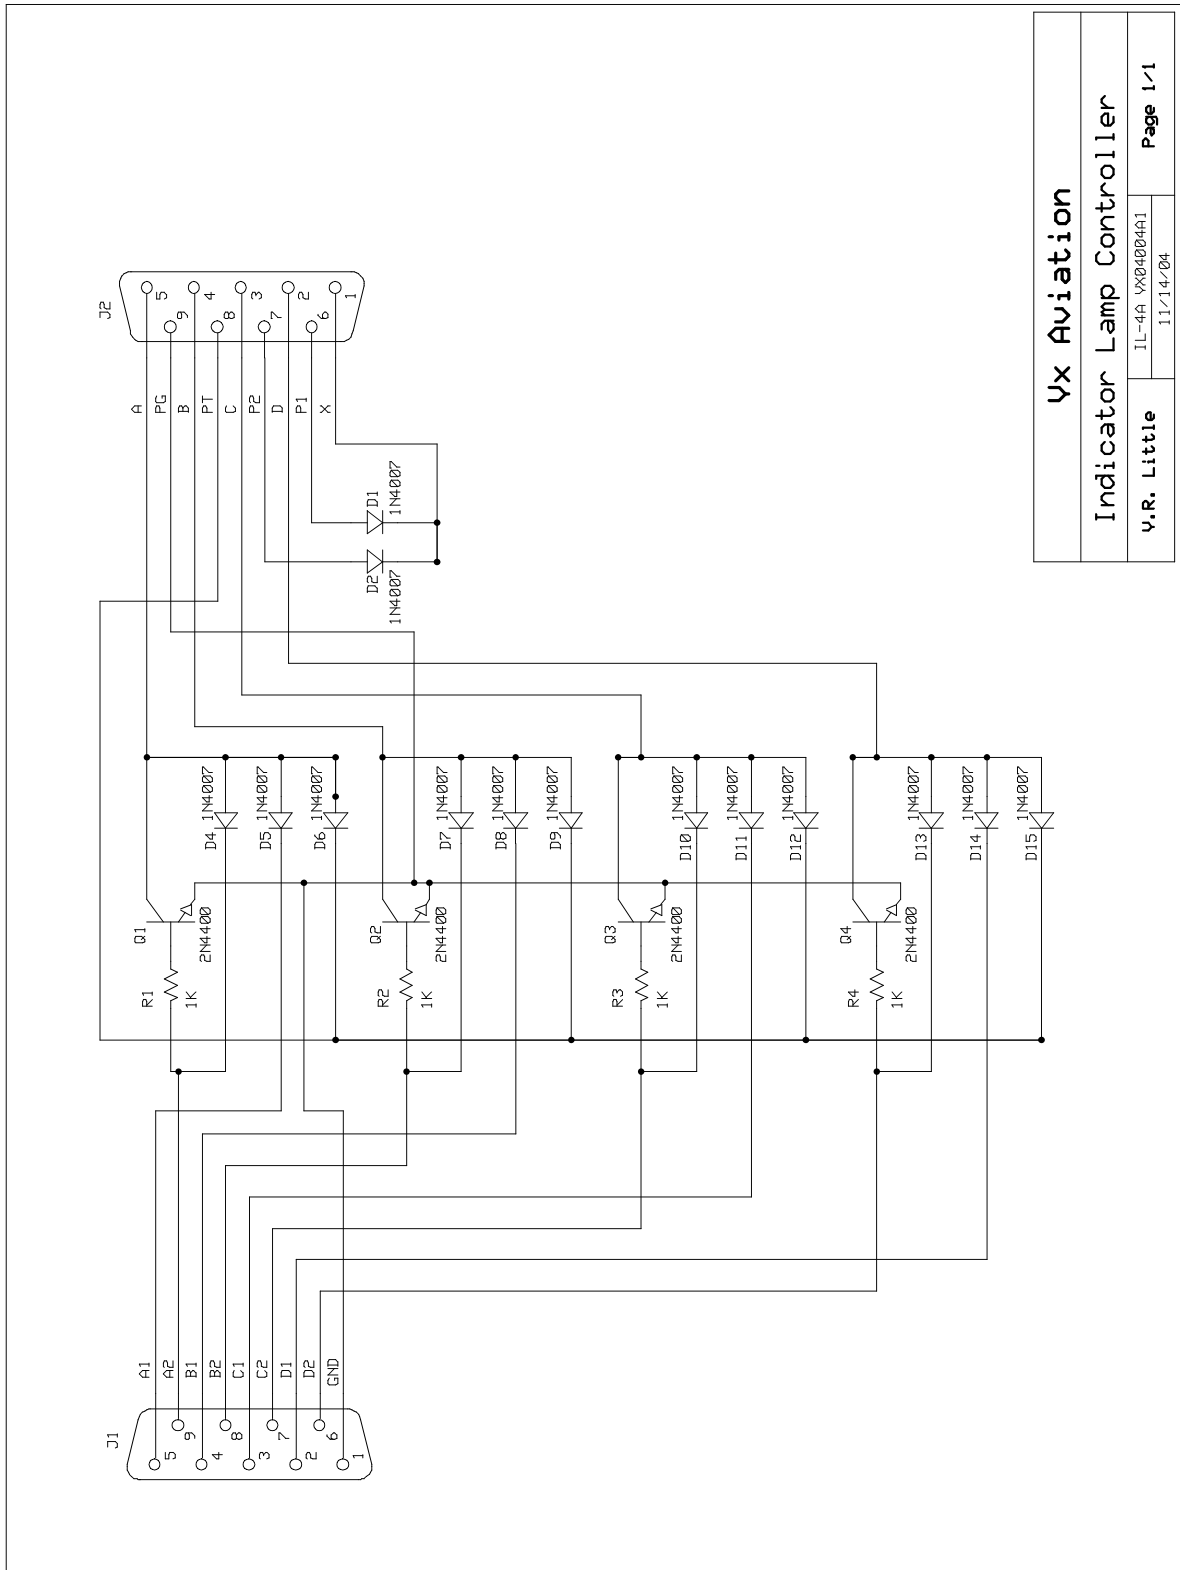 J2
5
9
4
8
3
7
2
6
1
A
PG
B
PT
C
P2
D
P1
X
D1
1N4007
D2
1N4007
D4 1N4007
D5 1N4007
D6 1N4007
D7 1N4007
D8 1N4007
D9 1N4007
D10 1N4007
D11 1N4007
D12 1N4007
D13 1N4007
D14 1N4007
D15 1N4007
Q1
2N4400
Q2
2N4400
Q3
2N4400
Q4
2N4400
R1
1K
R2
1K
R3
1K
R4
1K
A1
A2
B1
B2
C1
C2
D1
D2
GND
J1
5
9
4
8
3
7
2
6
1
Vx Aviation
Indicator Lamp Controller
V.R. Little
IL-4A VX04004A1
11/14/04
Page 1/1